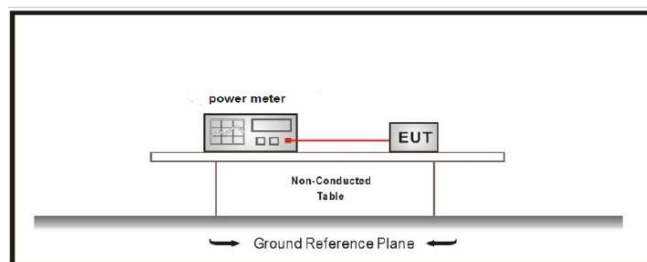 power meter
EUT
Non-Conducted
Table
Ground Reference Plane